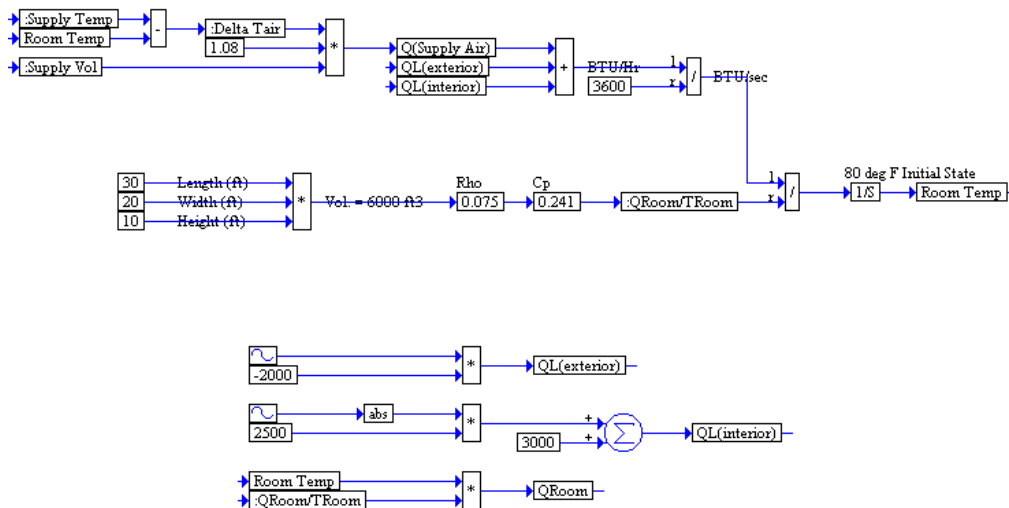 :Supply Temp
Room Temp
-
:Delta Tair
1.08
*
:Supply Vol
Q(Supply Air)
QL(exterior)
QL(interior)
+
BTU/Hr
3600
l
r
/
BTU/sec
30
Length (ft)
20
Width (ft)
10
Height (ft)
*
Vol. = 6000 ft3
Rho
0.075
Cp
0.241
:QRoom/TRoom
l
r
/
80 deg F Initial State
1/S
Room Temp
-2000
*
QL(exterior)
abs
2500
*
3000
+
+
Σ
QL(interior)
Room Temp
:QRoom/TRoom
*
QRoom